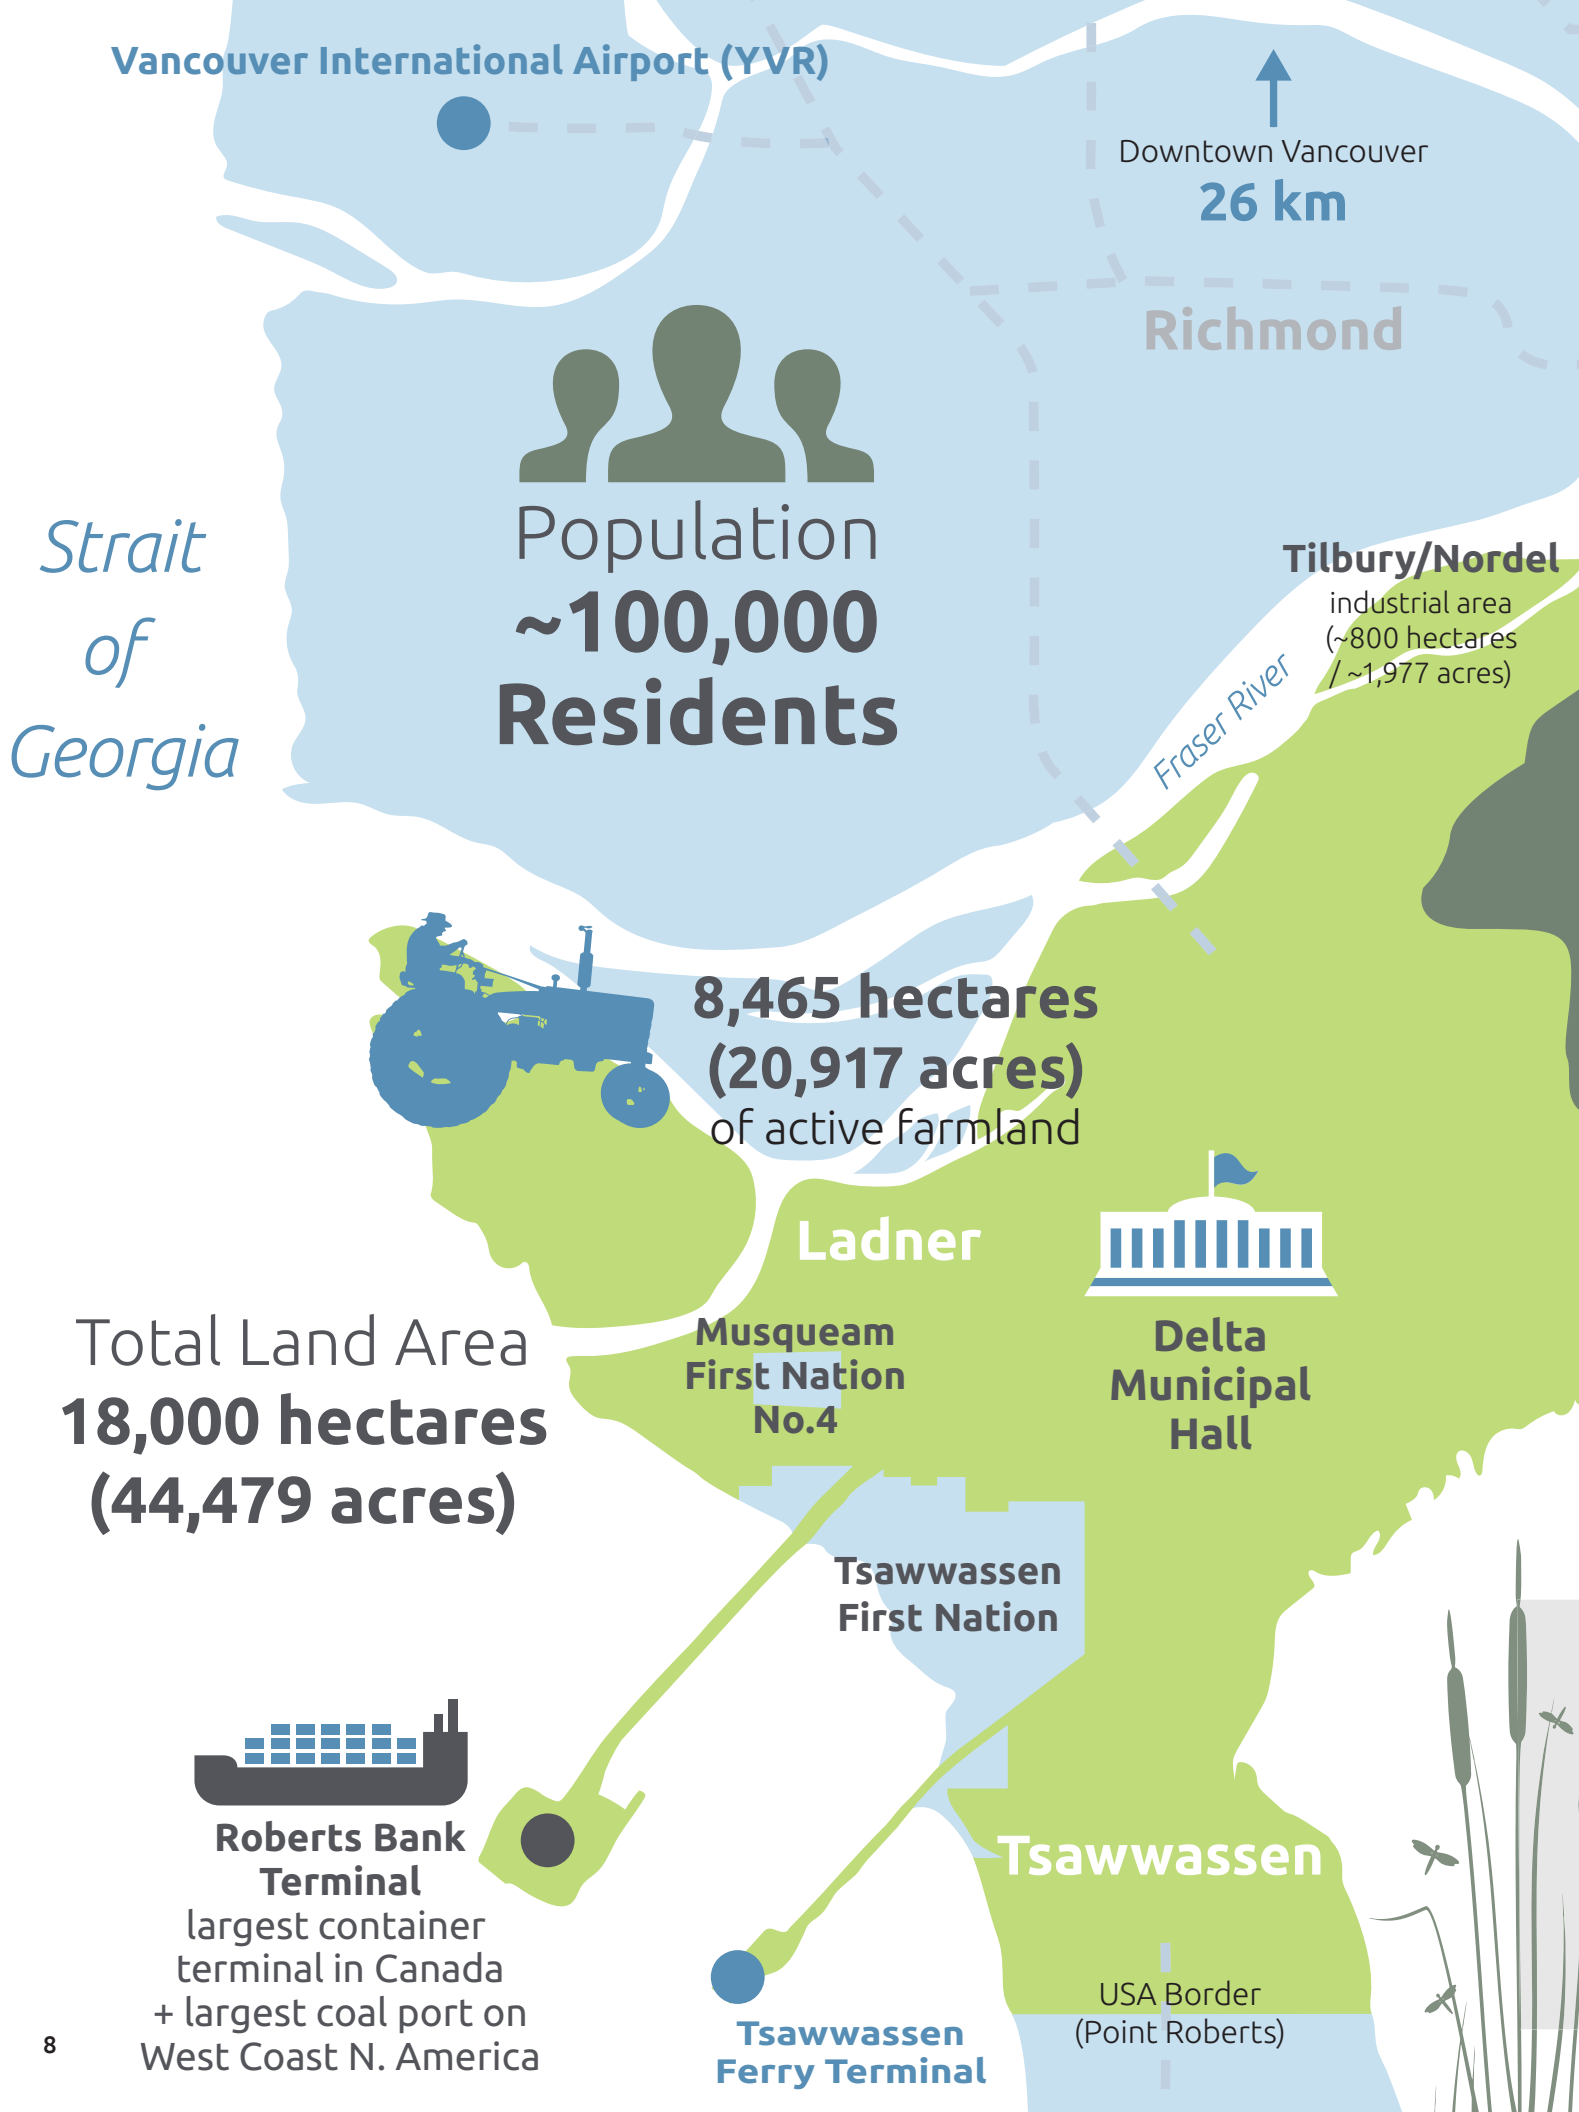 Vancouver International Airport (YVR)
Downtown Vancouver
26 km
Richmond
Population
~100,000
Residents
Strait
of
Georgia
Tilbury/Nordel
industrial area
(~800 hectares
/ ~1,977 acres)
Fraser River
8,465 hectares
(20,917 acres)
of active farmland
Ladner
Delta
Municipal
Hall
Total Land Area
18,000 hectares
(44,479 acres)
Musqueam
First Nation
No.4
Tsawwassen
First Nation
Roberts Bank
Terminal
largest container
terminal in Canada
+ largest coal port on
West Coast N. America
Tsawwassen
USA Border
(Point Roberts)
Tsawwassen
Ferry Terminal
8